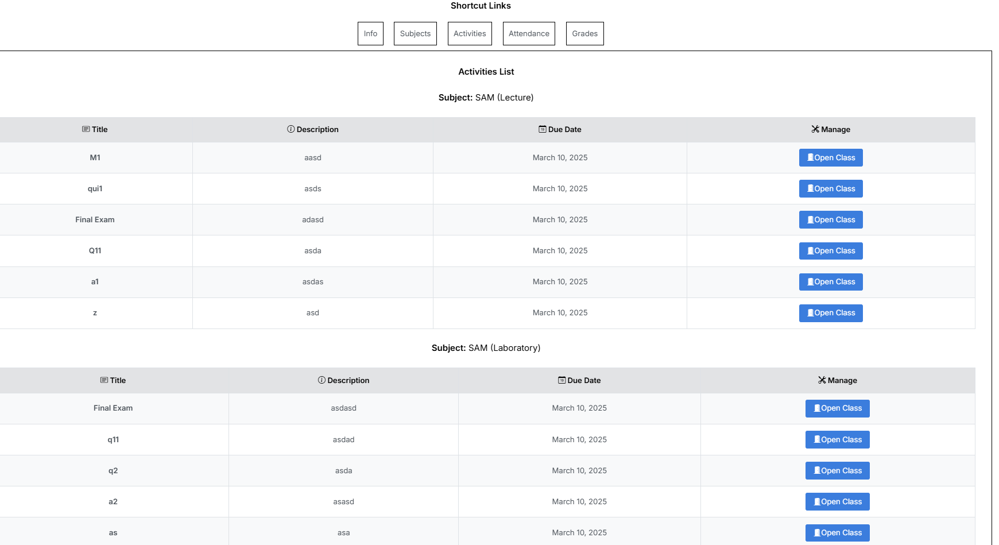 Shortcut Links
Info Subjects Activities Attendance Grades
Activities List
Subject: SAM (Lecture)
Title Description Due Date Manage
M1 aasd March 10, 2025 Open Class
qui1 asds March 10, 2025 Open Class
Final Exam adasd March 10, 2025 Open Class
Q11 asda March 10, 2025 Open Class
a1 asdas March 10, 2025 Open Class
z asd March 10, 2025 Open Class
Subject: SAM (Laboratory)
Title Description Due Date Manage
Final Exam asdasd March 10, 2025 Open Class
q11 asdad March 10, 2025 Open Class
q2 asda March 10, 2025 Open Class
a2 asasd March 10, 2025 Open Class
as asa March 10, 2025 Open Class